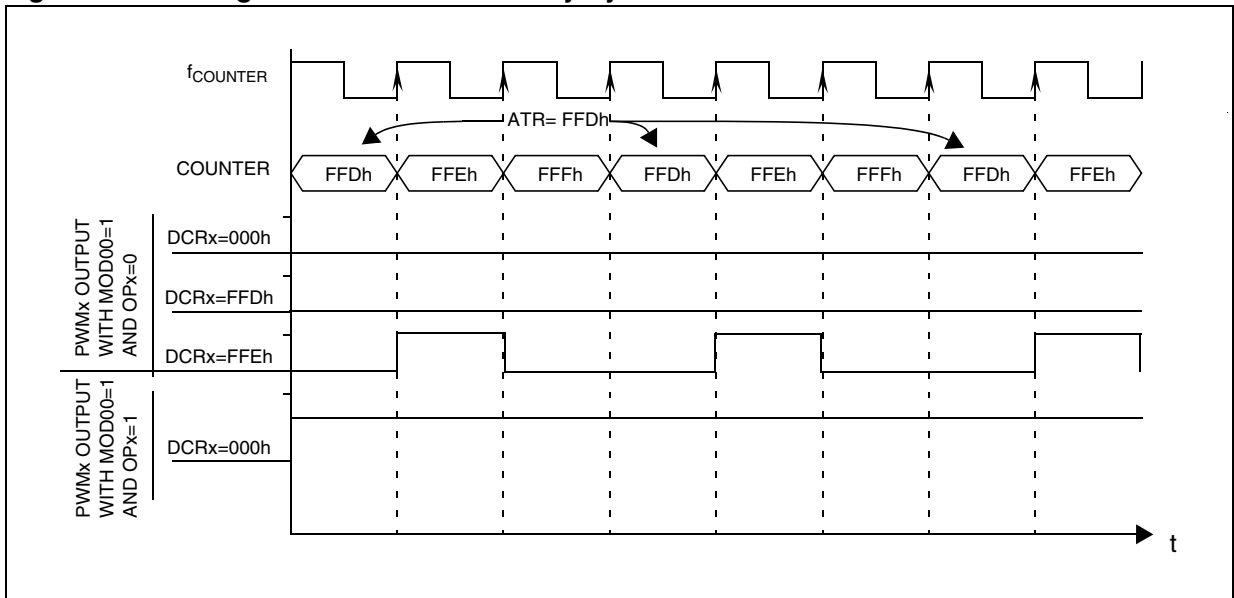 fCOUNTER
ATR= FFDh
COUNTER
FFDh FFEh FFFh FFDh FFEh FFFh FFDh FFEh
PWMx OUTPUT
WITH MOD00=1
AND OPx=0
DCRx=000h
DCRx=FFDh
DCRx=FFEh
PWMx OUTPUT
WITH MOD00=1
AND OPx=1
DCRx=000h
t